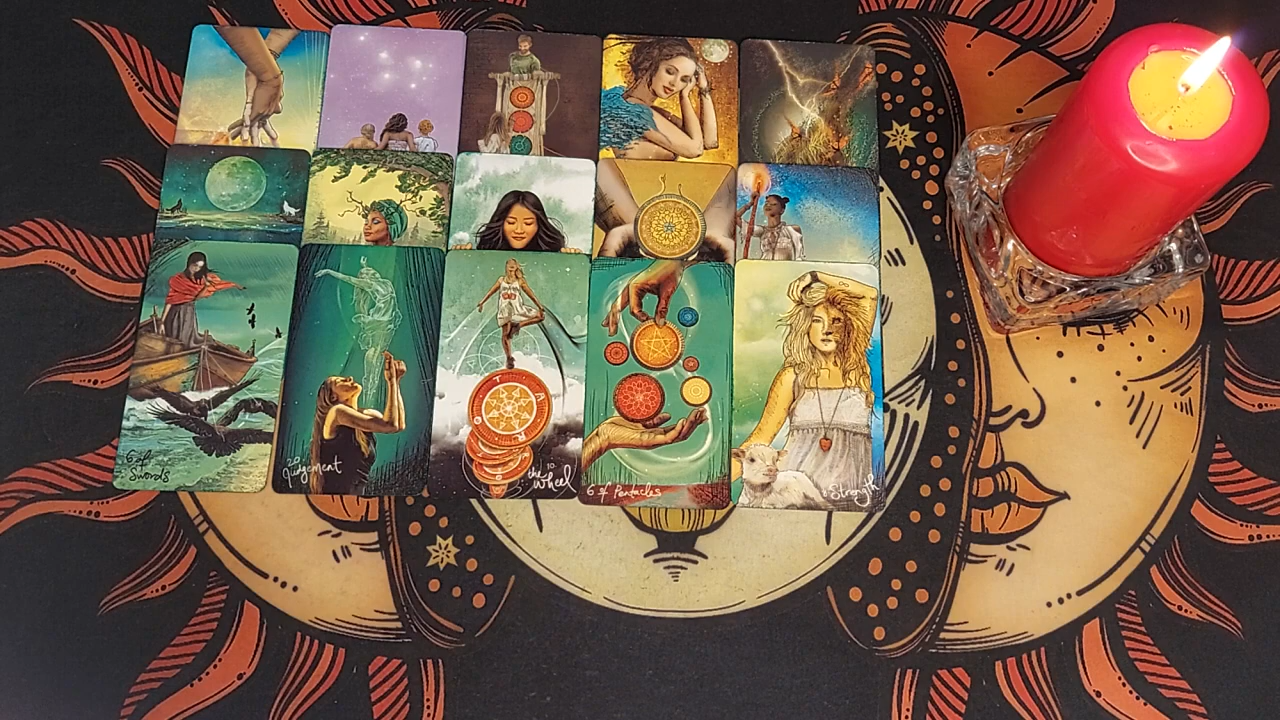 6 of
Swords
20
Judgement
T
A
R
O
10.
the
Wheel
6 of Pentacles
8 Strength